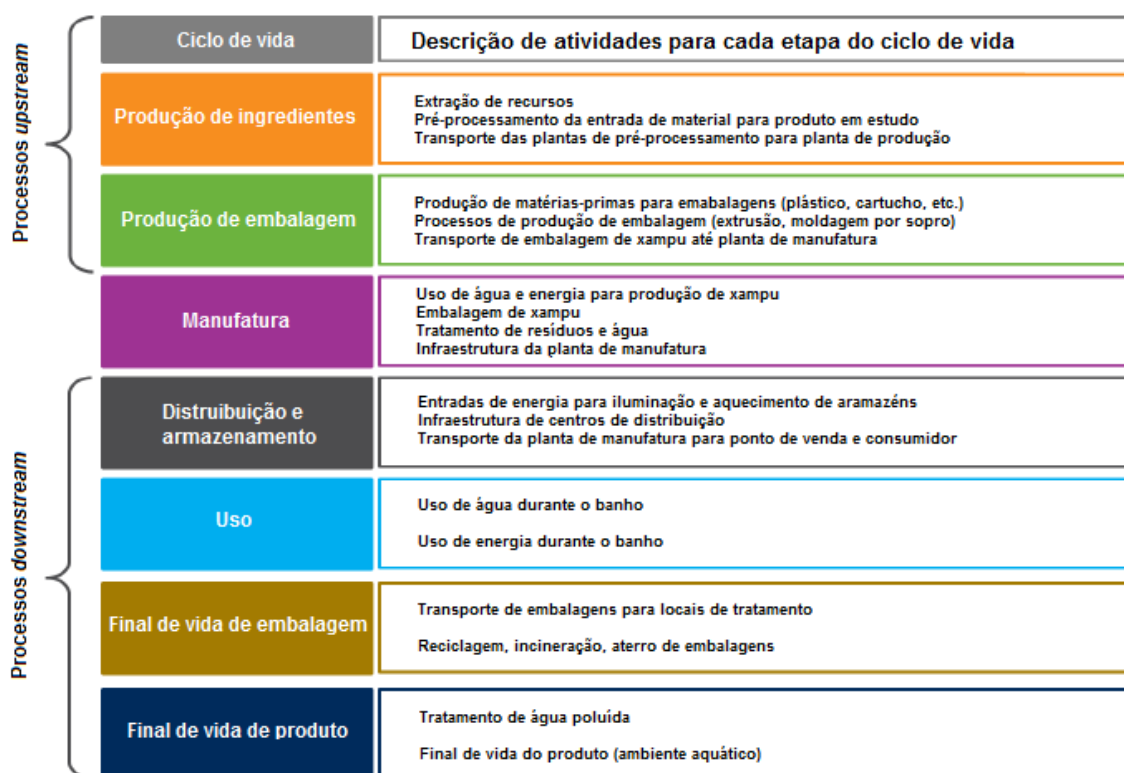 Processos upstream
Ciclo de vida
Descrição de atividades para cada etapa do ciclo de vida
Produção de ingredientes
Extração de recursos
Pré-processamento da entrada de material para produto em estudo
Transporte das plantas de pré-processamento para planta de produção
Produção de embalagem
Produção de matérias-primas para emabalagens (plástico, cartucho, etc.)
Processos de produção de embalagem (extrusão, moldagem por sopro)
Transporte de embalagem de xampu até planta de manufatura
Manufatura
Uso de água e energia para produção de xampu
Embalagem de xampu
Tratamento de resíduos e água
Infraestrutura da planta de manufatura
Processos downstream
Distruibuição e
armazenamento
Entradas de energia para iluminação e aquecimento de aramazéns
Infraestrutura de centros de distribuição
Transporte da planta de manufatura para ponto de venda e consumidor
Uso
Uso de água durante o banho
Uso de energia durante o banho
Final de vida de embalagem
Transporte de embalagens para locais de tratamento
Reciclagem, incineração, aterro de embalagens
Final de vida de produto
Tratamento de água poluída
Final de vida do produto (ambiente aquático)